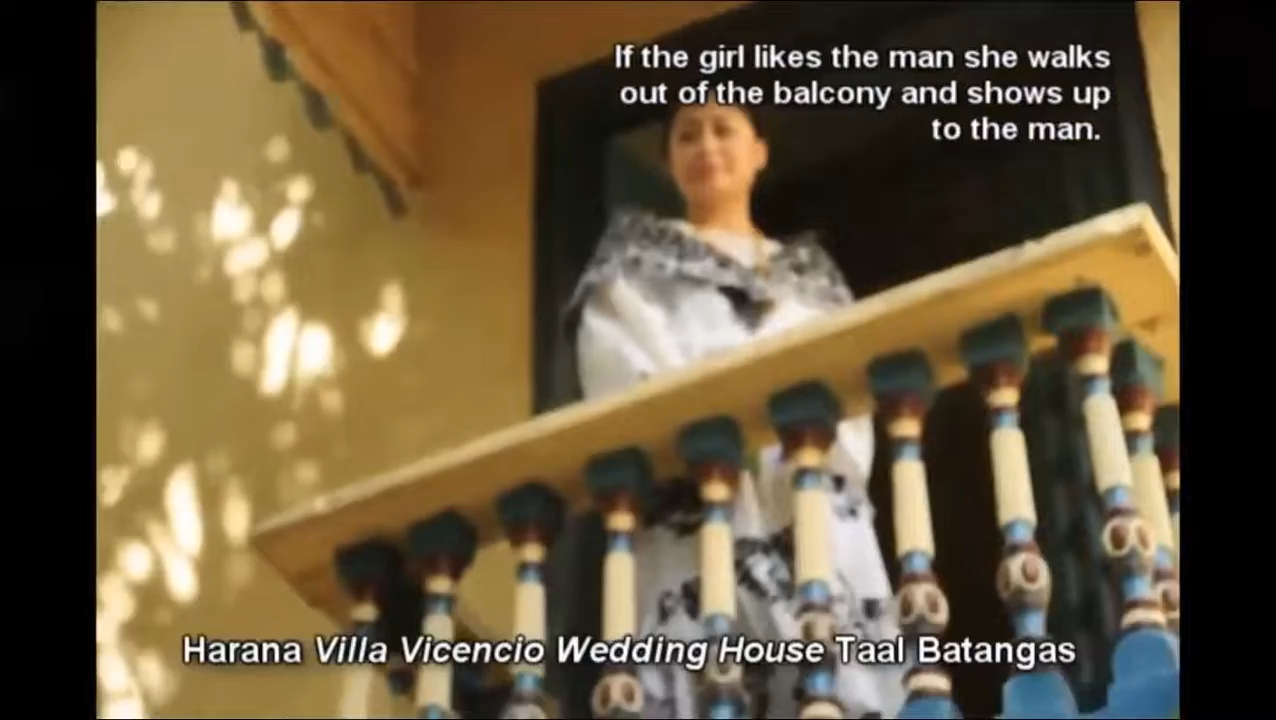 If the girl likes the man she walks
out of the balcony and shows up
to the man.
Harana Villa Vicencio Wedding House Taal Batangas